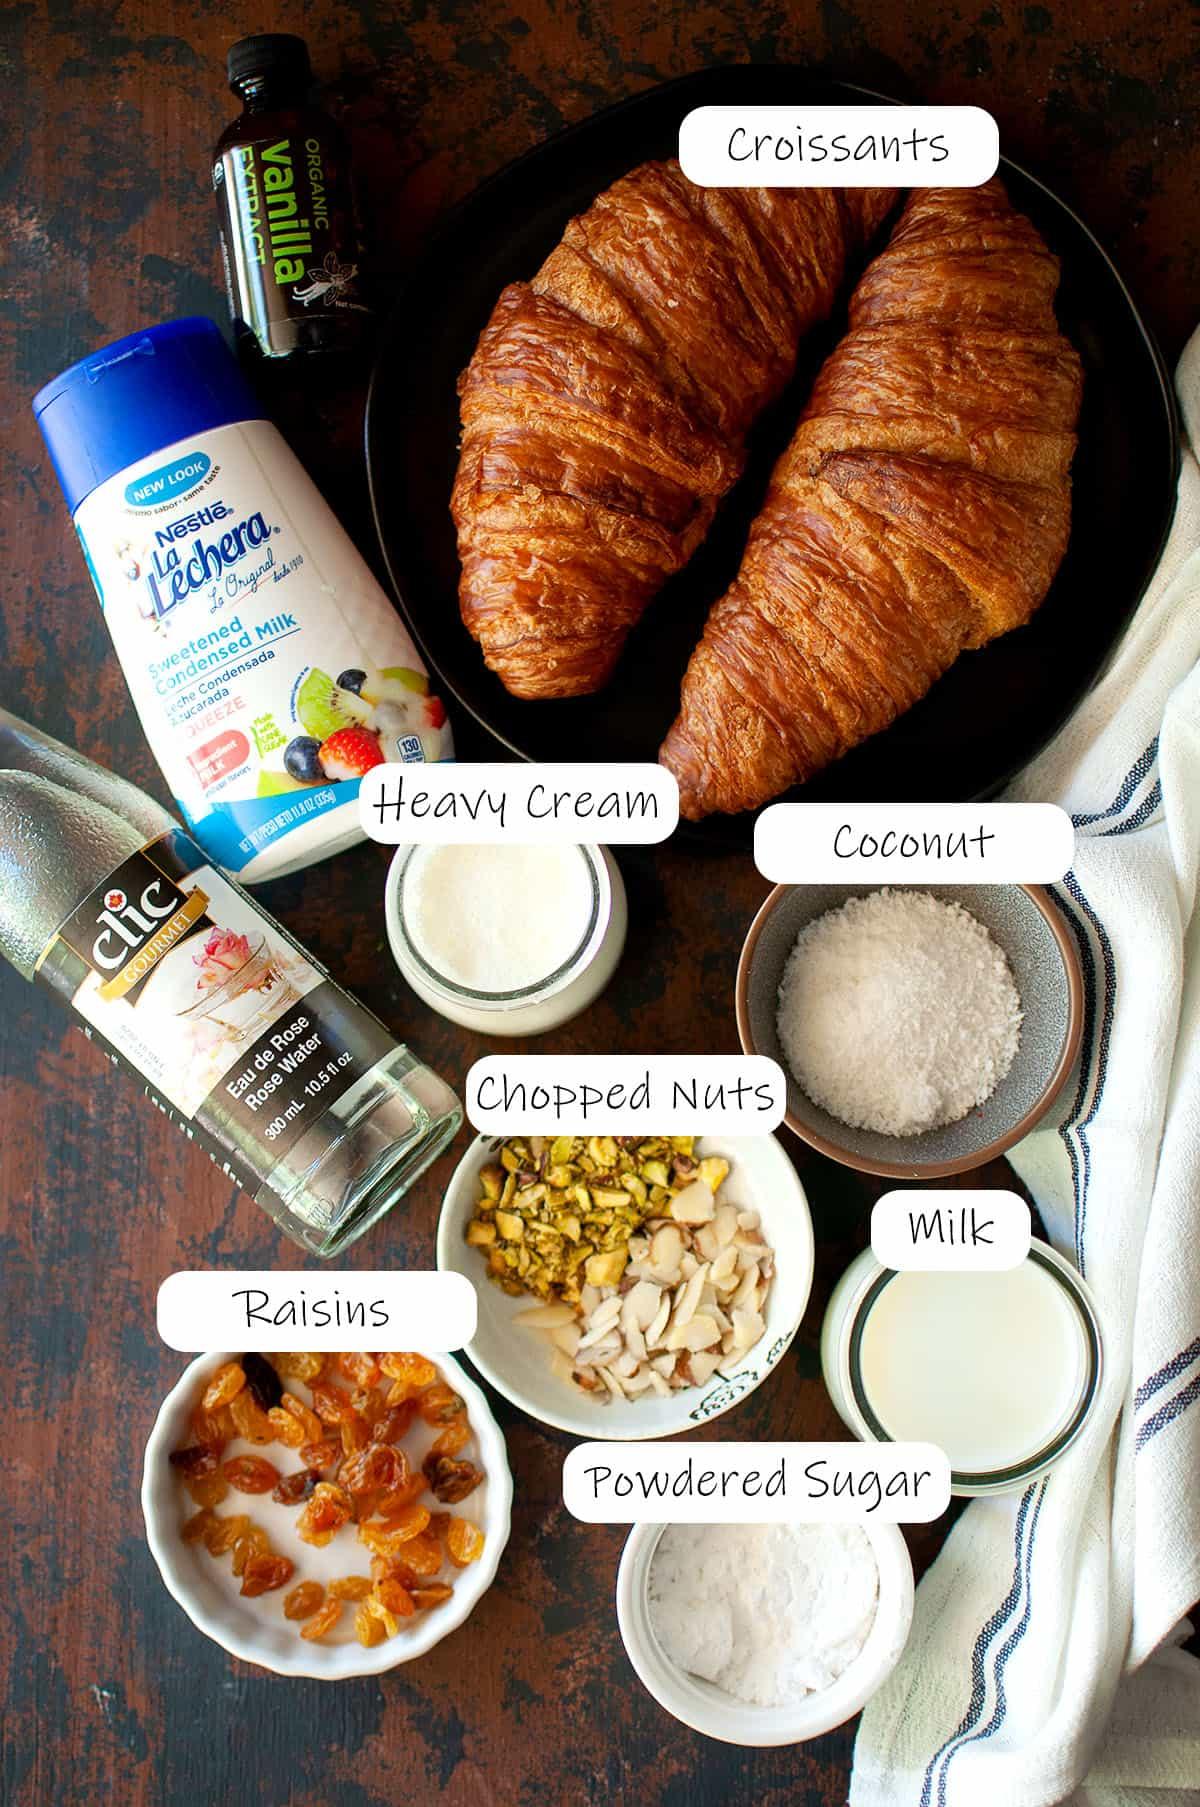 Croissants
ORGANIC
vanilla
EXTRACT
NEW LOOK
mismo sabor • same taste
Nestlé®
La
Lechera®
La Original
desde 1910
Sweetened
Condensed Milk
Leche Condensada
Azucarada
SQUEEZE
130
CALORIES
NET WT/PESO NETO 11.8 OZ (335g)
Heavy Cream
Coconut
clic
GOURMET
Eau de Rose
Rose Water
300 mL 10.5 fl oz
Chopped Nuts
Milk
Raisins
Powdered Sugar